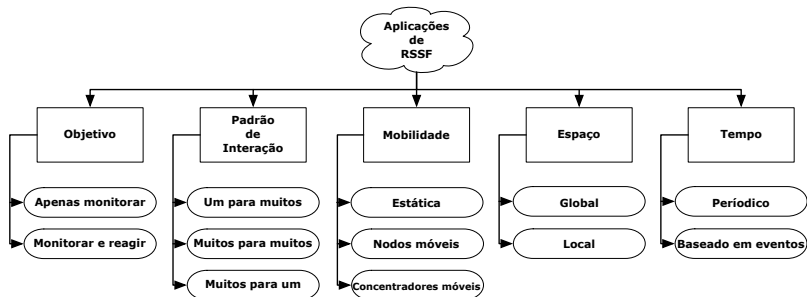 Aplicações
de
RSSF
Objetivo
Padrão
de
Interação
Mobilidade
Espaço
Tempo
Apenas monitorar
Um para muitos
Estática
Global
Períodico
Monitorar e reagir
Muitos para muitos
Nodos móveis
Local
Baseado em eventos
Muitos para um
Concentradores móveis